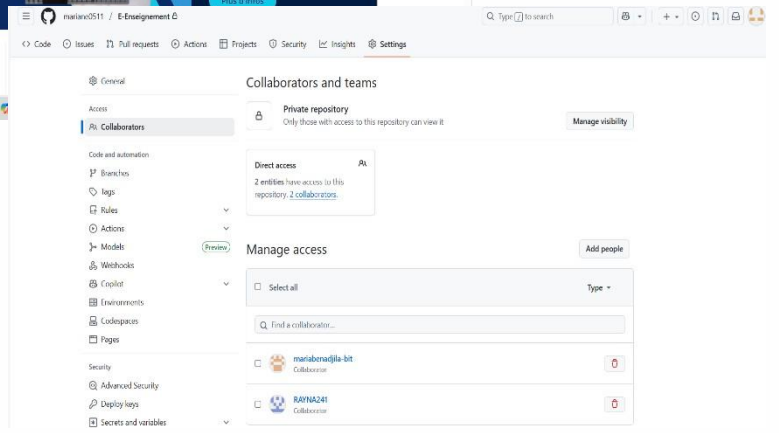 Plus d'infos
mariane0511 / E-Enseignement
Type / to search
Code Issues Pull requests Actions Projects Security Insights Settings
General
Access
Collaborators
Code and automation
Branches
Tags
Rules
Actions
Models Preview
Webhooks
Copilot
Environments
Codespaces
Pages
Security
Advanced Security
Deploy keys
Secrets and variables
Collaborators and teams
Private repository
Only those with access to this repository can view it
Manage visibility
Direct access
2 entities have access to this
repository. 2 collaborators.
Manage access
Add people
Select all
Type
Find a collaborator...
mariabenadjila-bit
Collaborator
RAYNA241
Collaborator